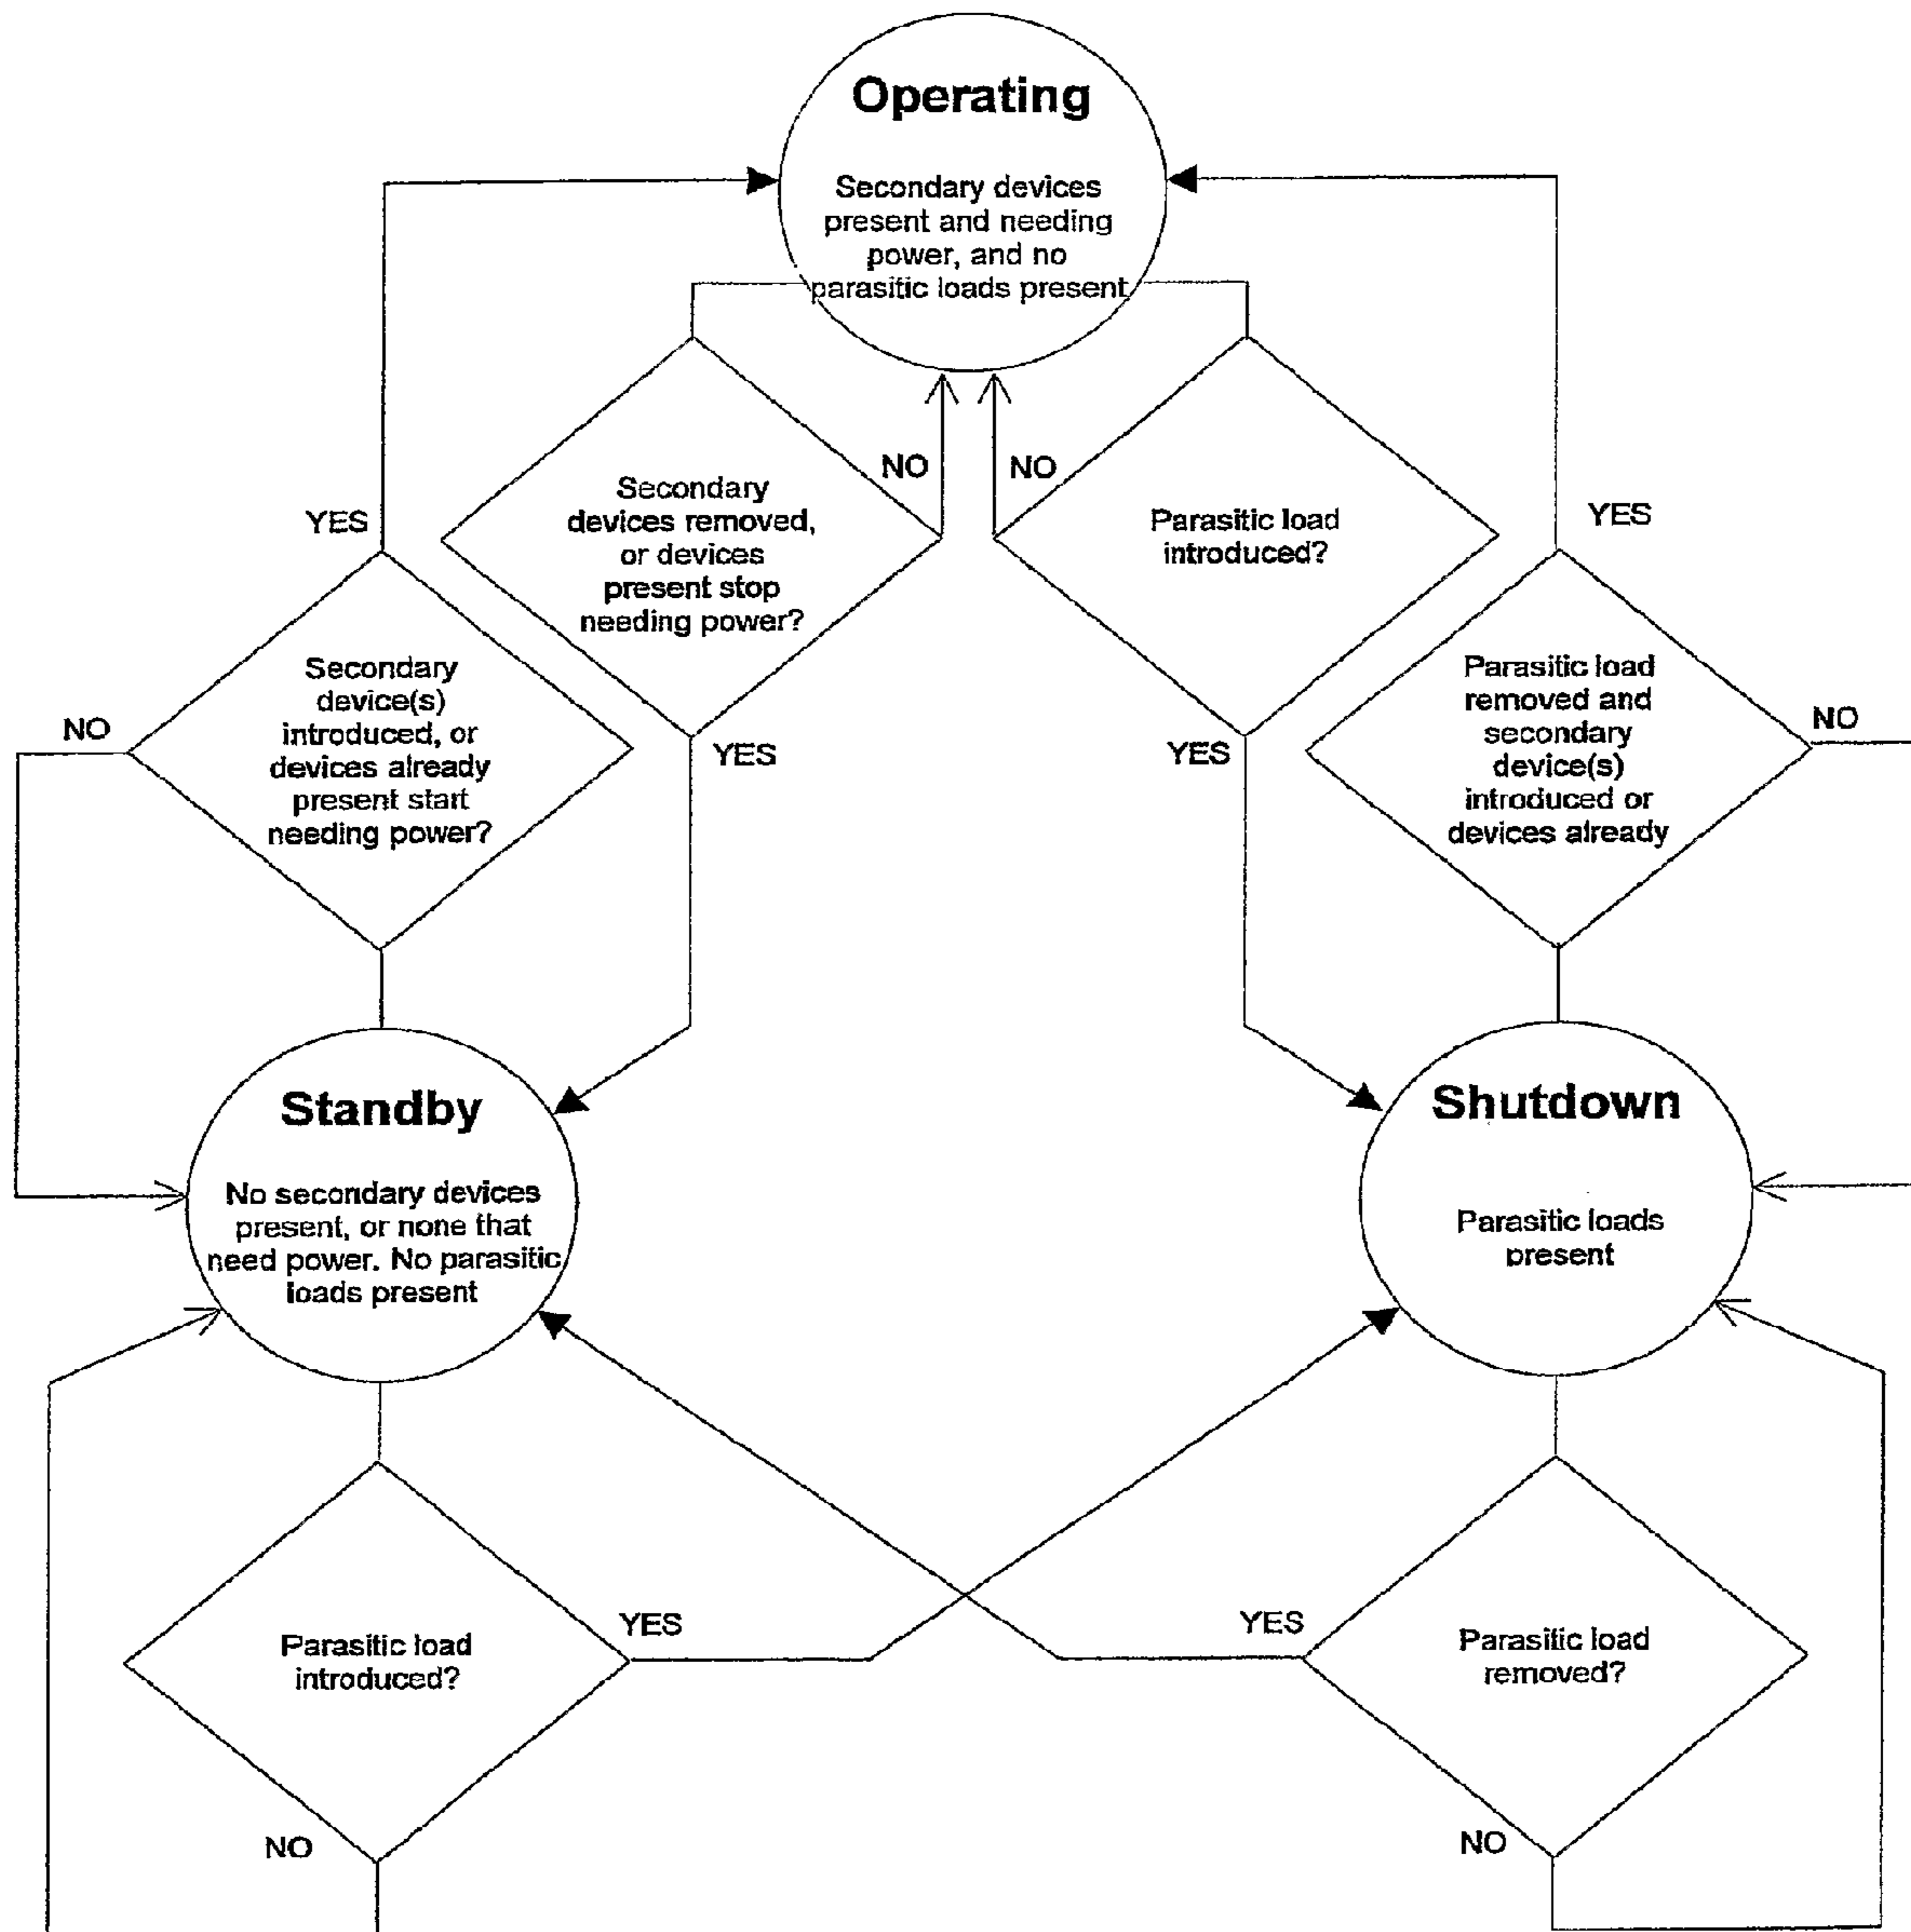 Operating
Secondary devices
present and needing
power, and no
parasitic loads present
NO
NO
Secondary
devices removed,
or devices
present stop
needing power?
Parasitic load
introduced?
YES
YES
Secondary
device(s)
introduced, or
devices already
present start
needing power?
Parasitic load
removed and
secondary
device(s)
introduced or
devices already
NO
YES
YES
NO
Standby
No secondary devices
present, or none that
need power. No parasitic
loads present
Shutdown
Parasitic loads
present
YES
YES
Parasitic load
introduced?
Parasitic load
removed?
NO
NO